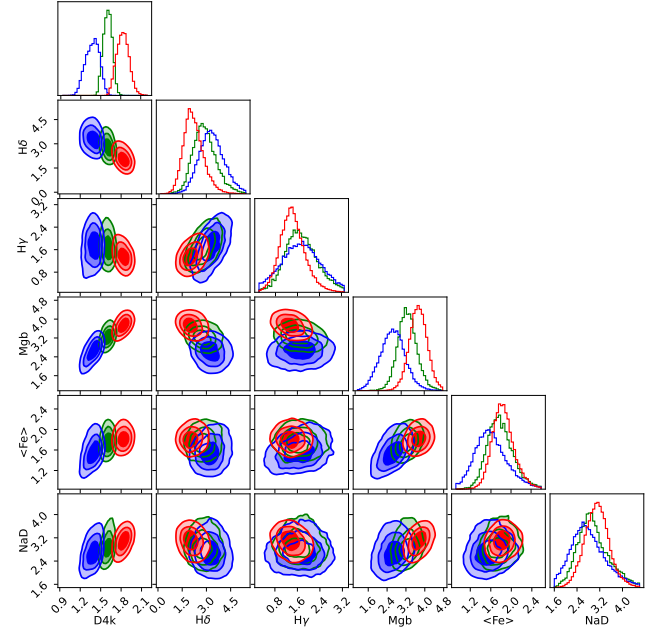 Hδ
0.0 1.5 3.0 4.5
Hγ
0.8 1.6 2.4 3.2
Mgb
1.6 2.4 3.2 4.0 4.8
<Fe>
1.2 1.6 2.0 2.4
NaD
1.6 2.4 3.2 4.0
0.9 1.2 1.5 1.8 2.1
D4k
0.0 1.5 3.0 4.5
Hδ
0.8 1.6 2.4 3.2
Hγ
1.6 2.4 3.2 4.0 4.8
Mgb
1.2 1.6 2.0 2.4
<Fe>
1.6 2.4 3.2 4.0
NaD